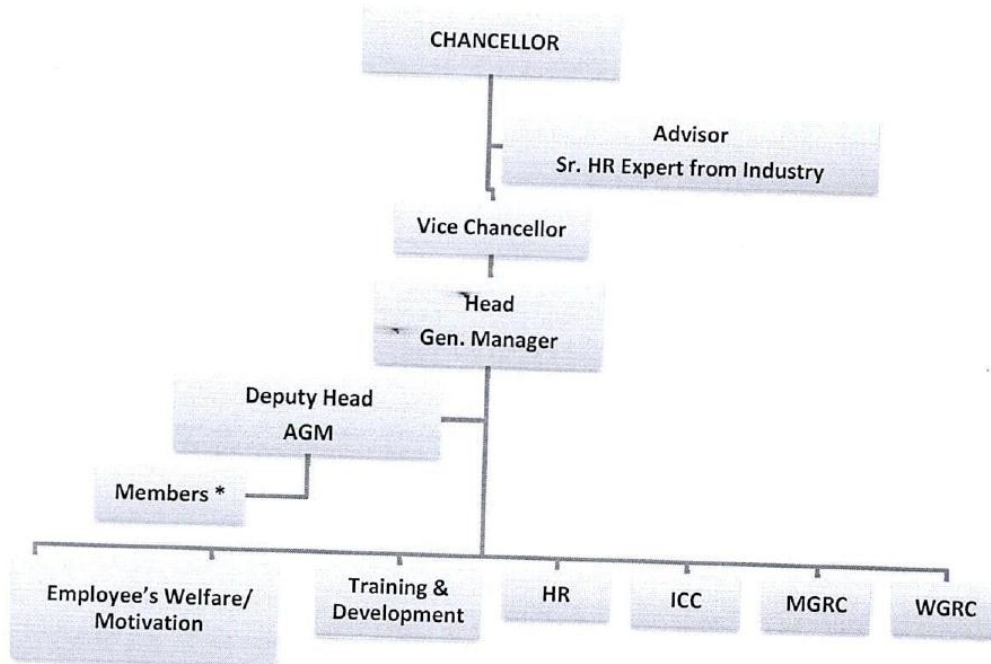 CHANCELLOR
Advisor
Sr. HR Expert from Industry
Vice Chancellor
Head
Gen. Manager
Deputy Head
AGM
Members *
Employee's Welfare/
Motivation
Training &
Development
HR
ICC
MGRC
WGRC